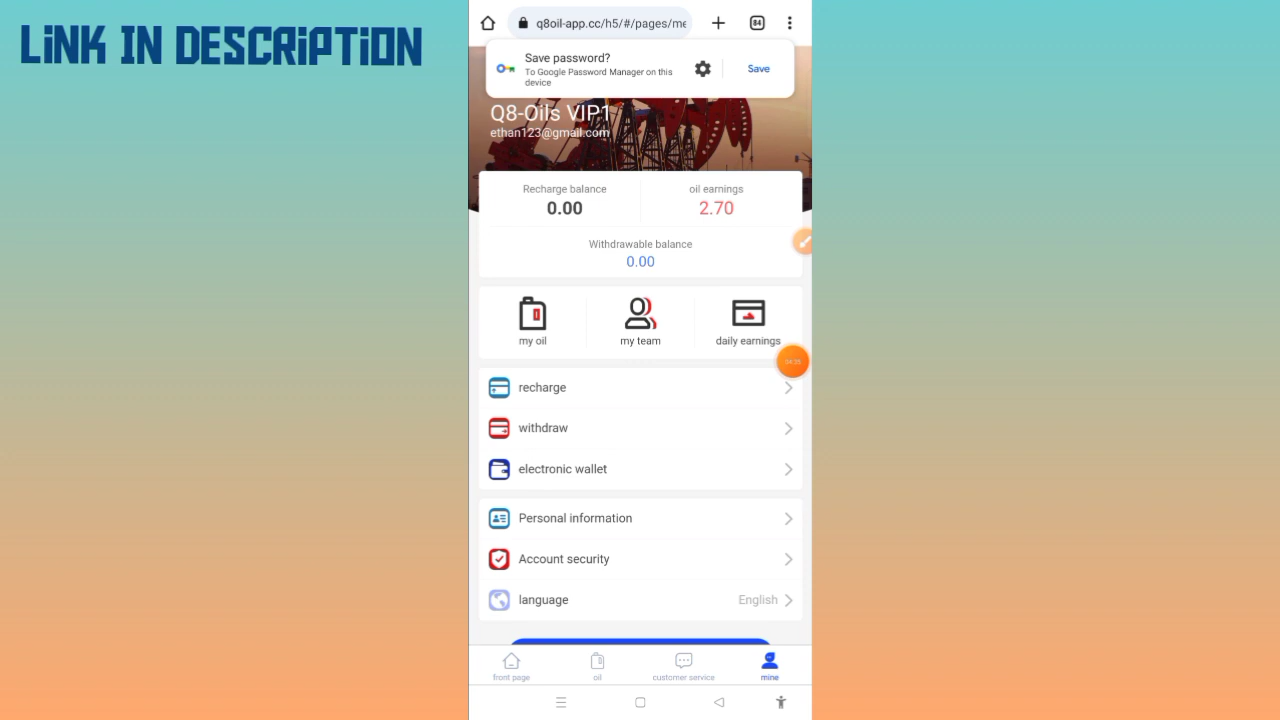 LINK IN DESCRIPTION
q8oil-app.cc/h5/#/pages/me
84
Save password?
To Google Password Manager on this
device
Save
Q8-Oils VIP1
ethan123@gmail.com
Recharge balance
0.00
oil earnings
2.70
Withdrawable balance
0.00
my oil
my team
daily earnings
recharge
withdraw
electronic wallet
Personal information
Account security
language
English
front page
oil
customer service
mine